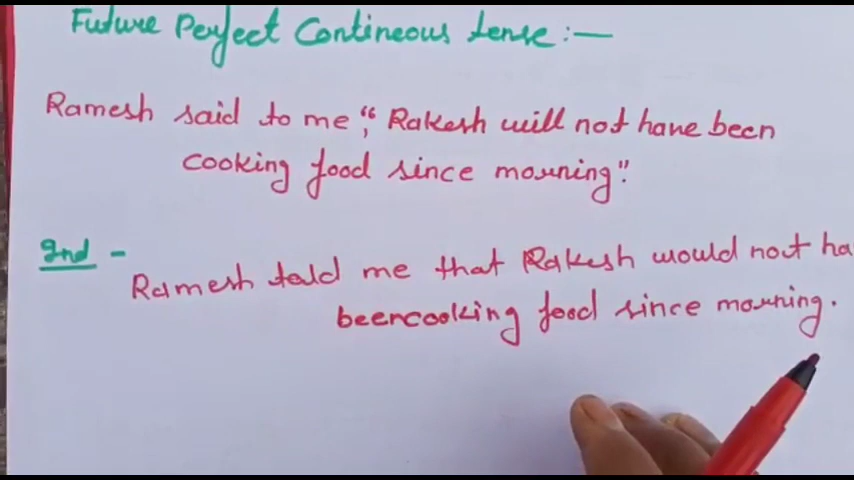 Future Perfect Contineous tense :—
Ramesh said to me, "Rakesh will not have been
cooking food since morning".
Ind -
Ramesh told me that Rakesh would not ha
beencooking food since morning.